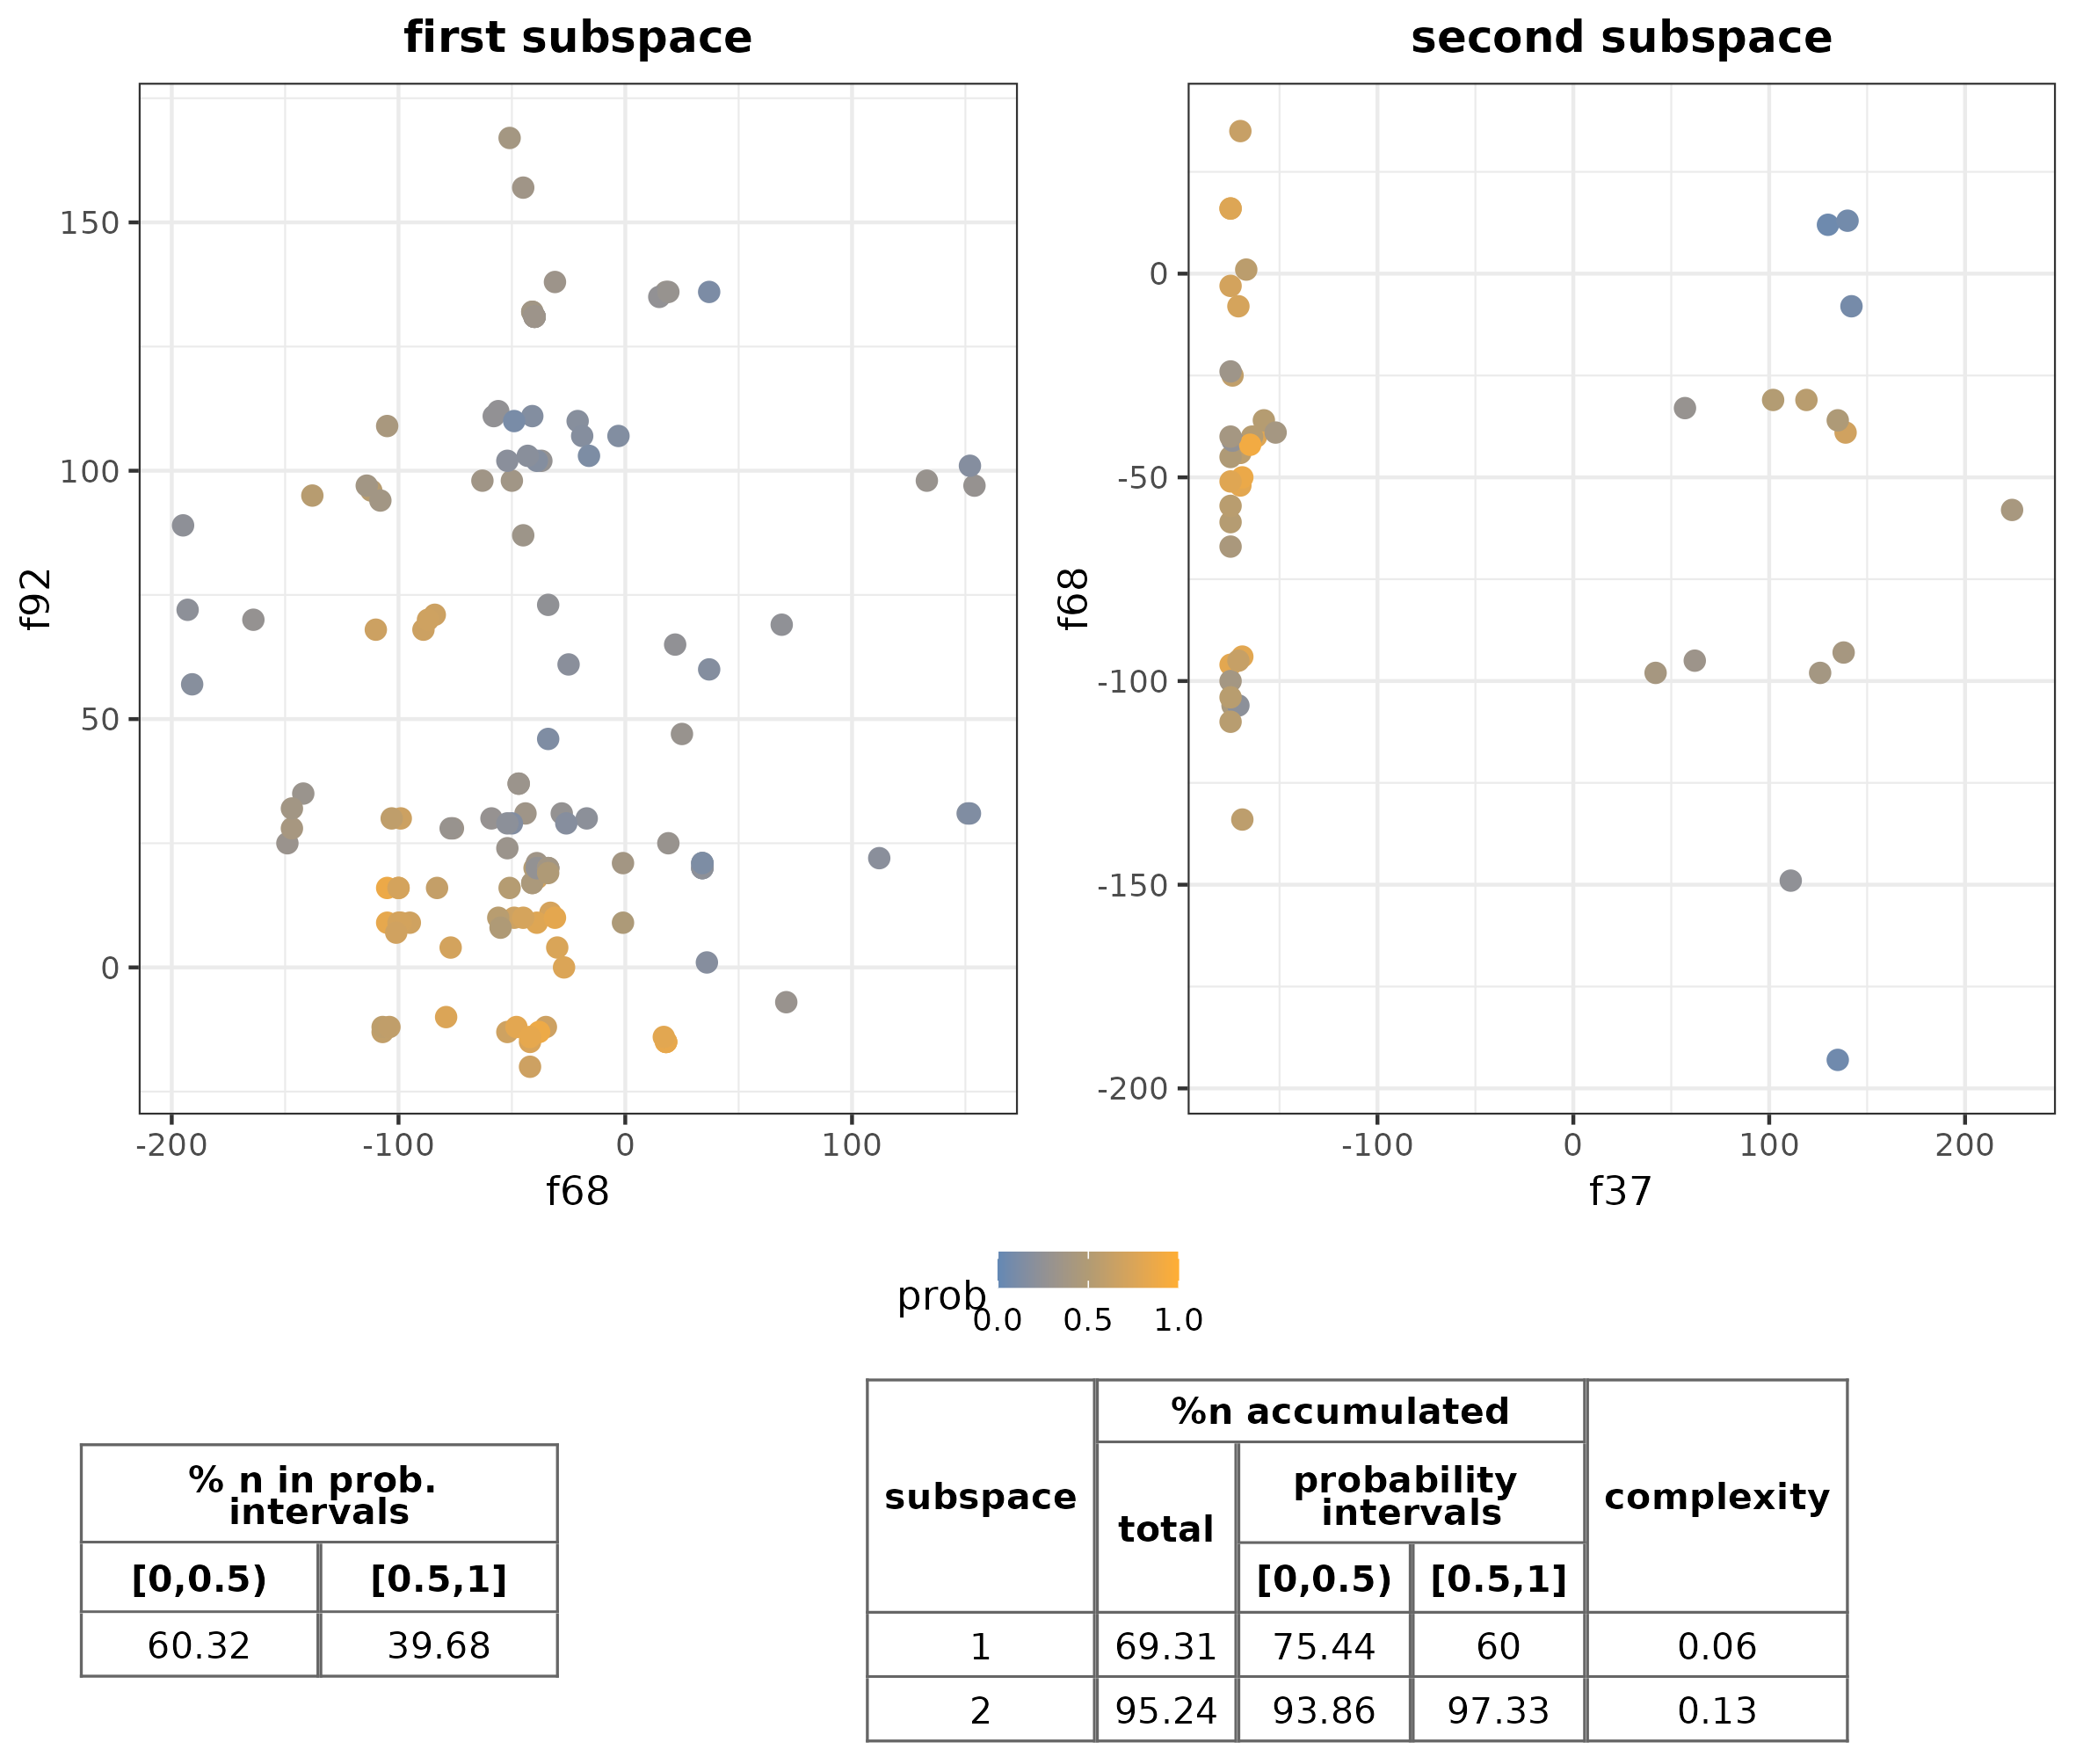 first subspace
second subspace
f92
150
100
50
0
-200 -100 0 100
f68
f68
0
-50
-100
-150
-200
-100 0 100 200
f37
prob
0.0 0.5 1.0
% n in prob.
intervals
[0,0.5) [0.5,1]
60.32 39.68
subspace
%n accumulated
total
probability
intervals
[0,0.5) [0.5,1]
complexity
1 69.31 75.44 60 0.06
2 95.24 93.86 97.33 0.13